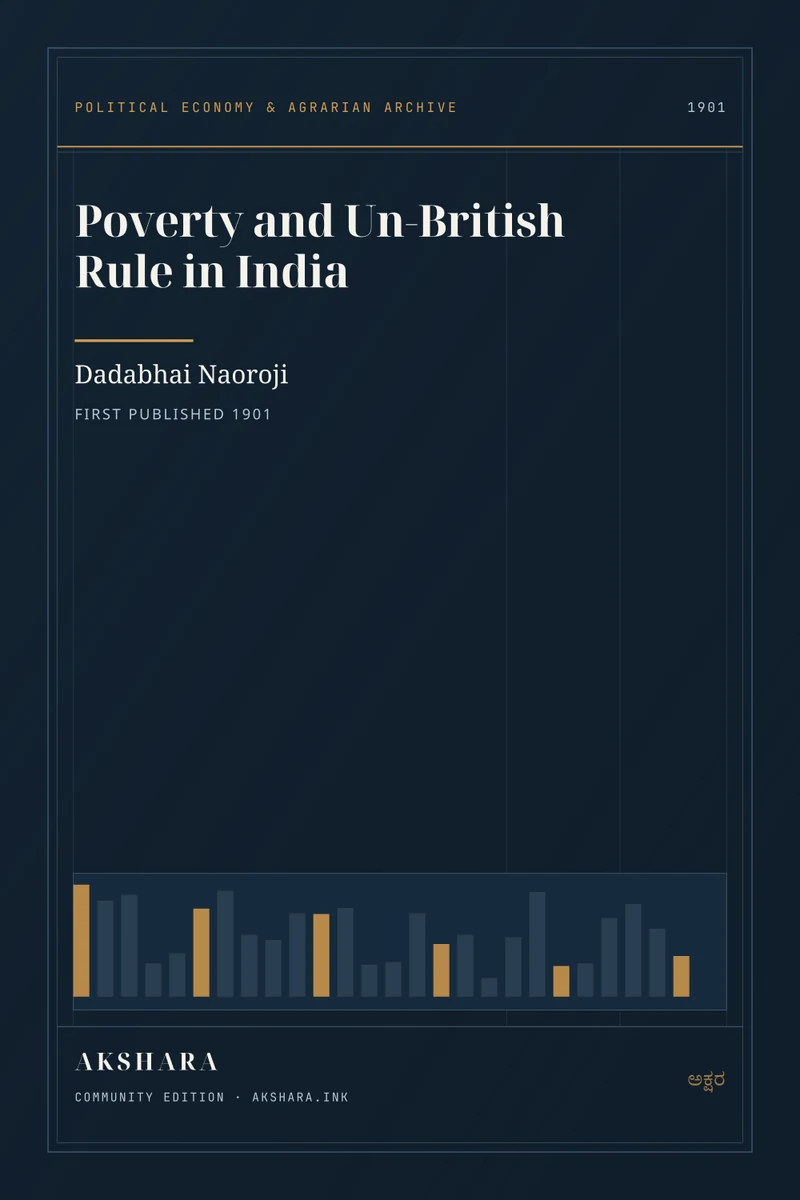 POLITICAL ECONOMY & AGRARIAN ARCHIVE 1901
Poverty and Un-British
Rule in India
Dadabhai Naoroji
FIRST PUBLISHED 1901
AKSHARA
COMMUNITY EDITION · AKSHARA.INK
ಅಕ್ಷರ